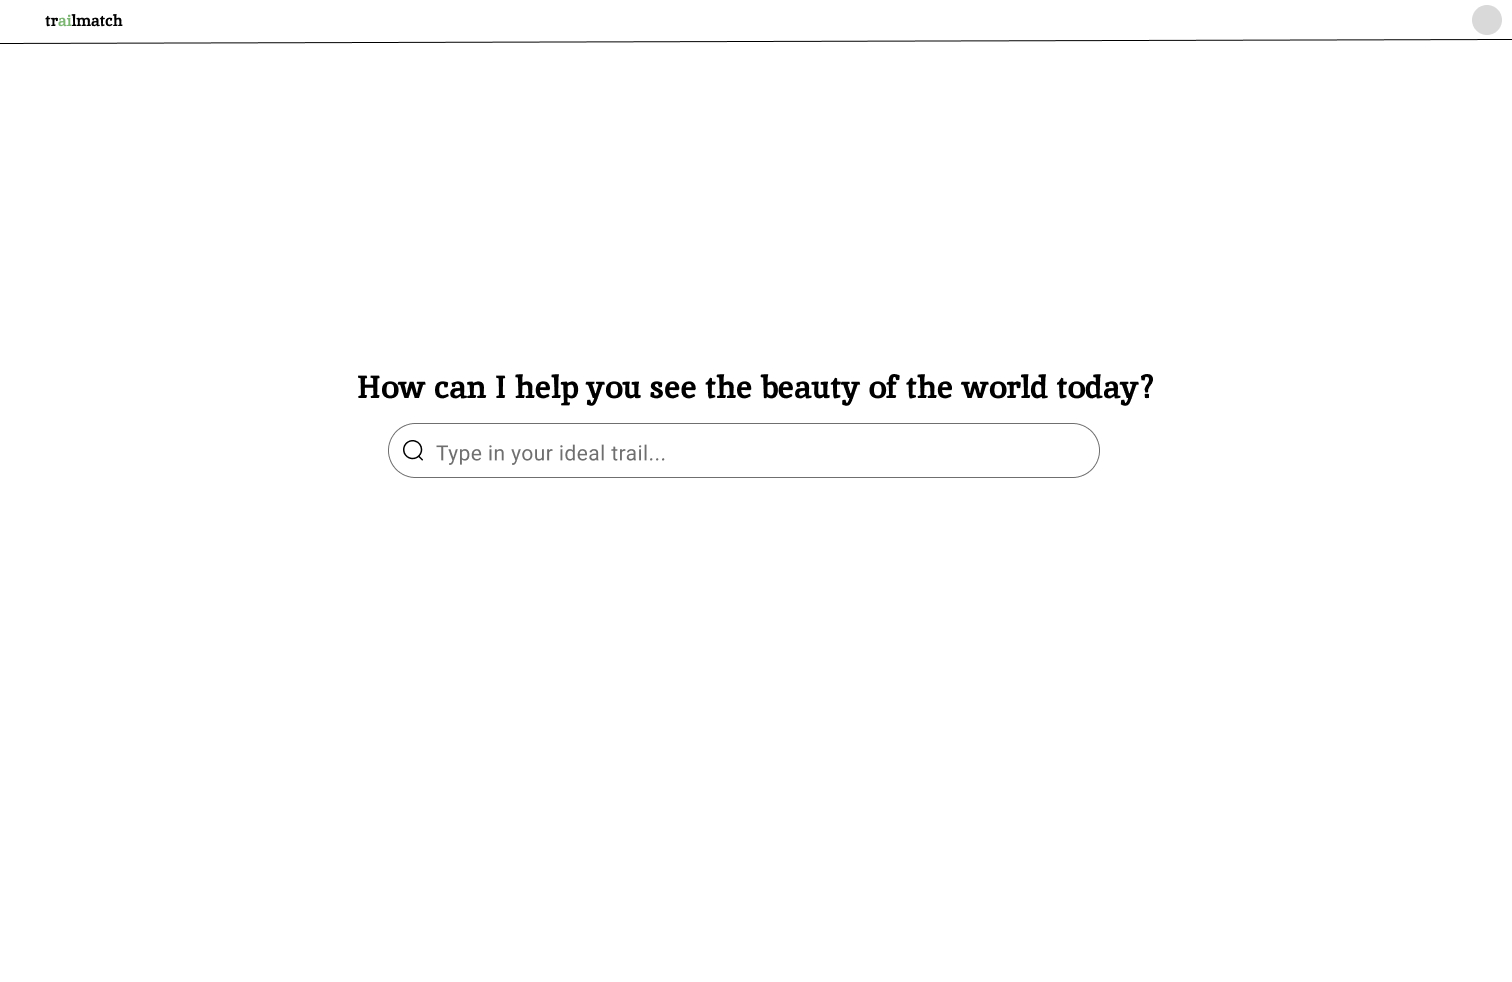 trailmatch
How can I help you see the beauty of the world today?
Type in your ideal trail...